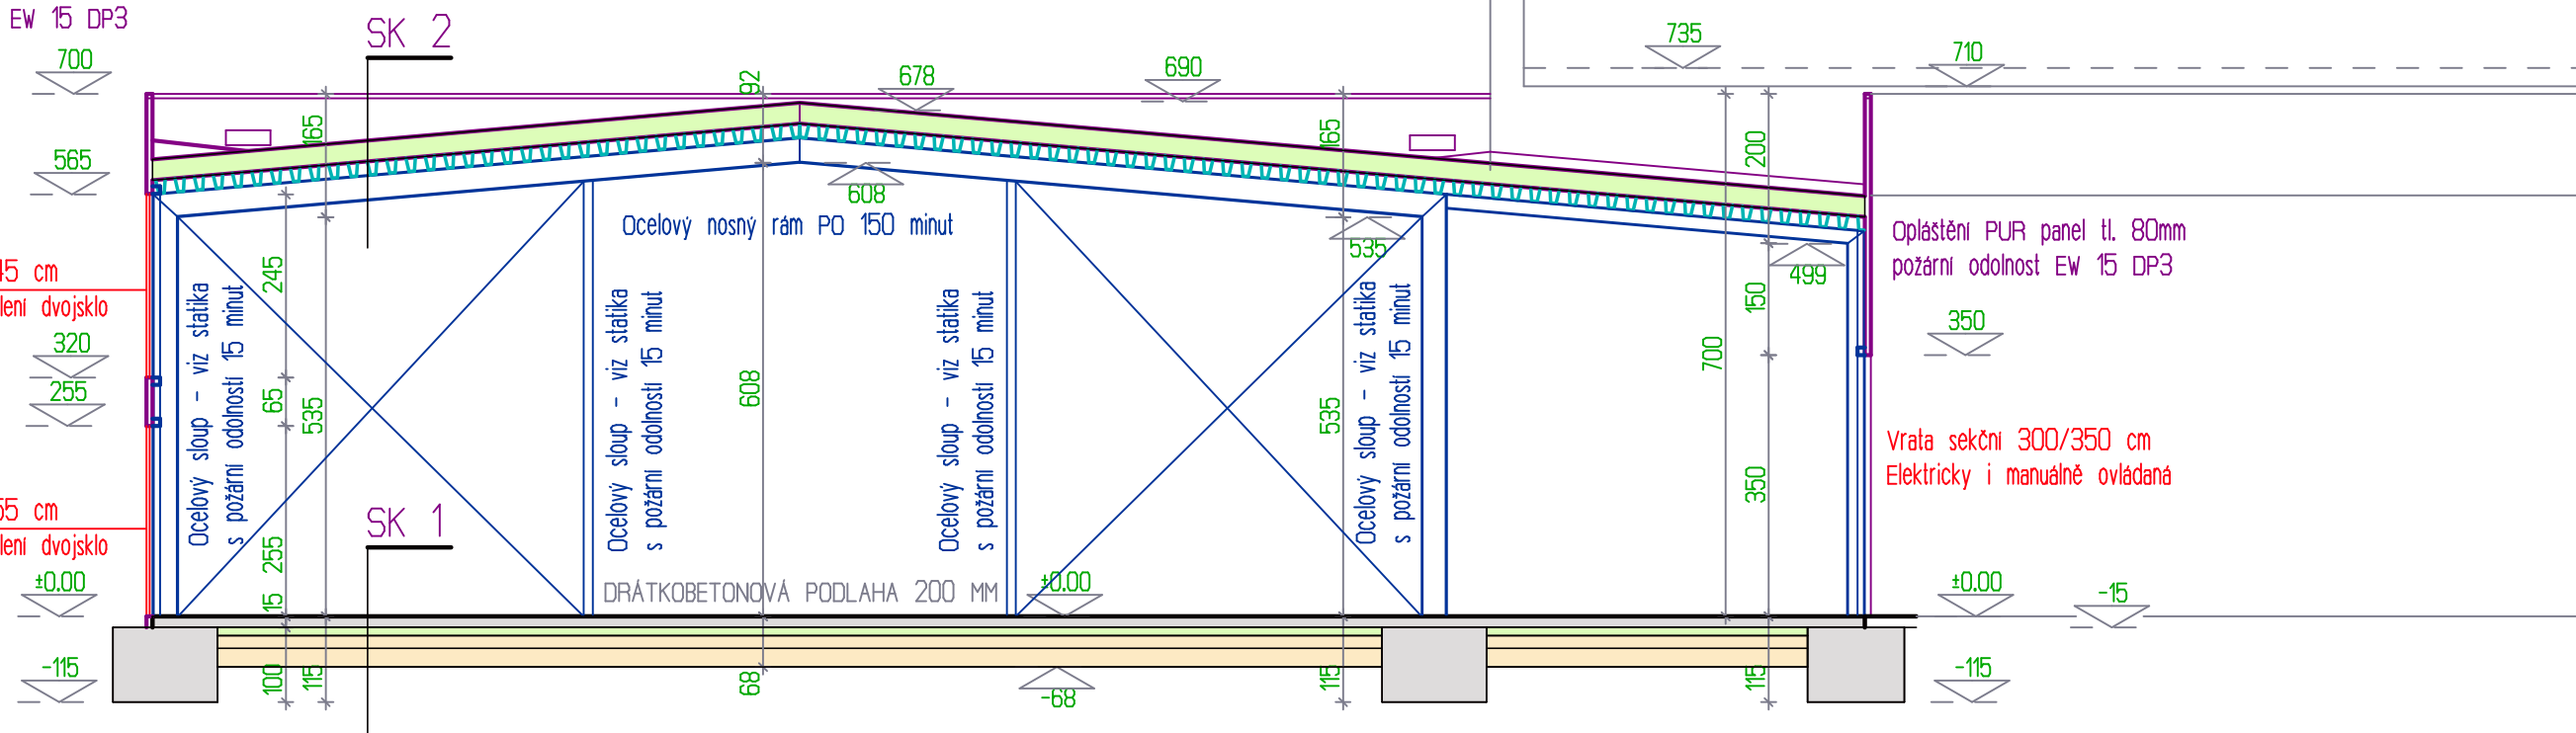 EW 15 DP3
SK 2
700
92
678
690
735
710
165
165
200
565
608
Ocelový nosný rám PO 150 minut
535
499
Opláštění PUR panel tl. 80mm
požární odolnost EW 15 DP3
45 cm
lení dvojsklo
245
150
320
350
255
65
535
608
535
700
350
Ocelový sloup - viz statika
s požární odolností 15 minut
Ocelový sloup - viz statika
s požární odolností 15 minut
Ocelový sloup - viz statika
s požární odolností 15 minut
Ocelový sloup - viz statika
s požární odolností 15 minut
Vrata sekční 300/350 cm
Elektricky i manuálně ovládaná
55 cm
lení dvojsklo
SK 1
255
±0.00
15
DRÁTKOBETONOVÁ PODLAHA 200 MM
±0.00
±0.00
-15
-115
100
115
68
-68
115
115
-115